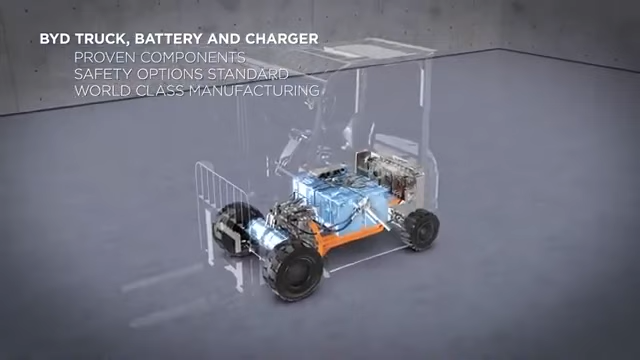 BYD TRUCK, BATTERY AND CHARGER
PROVEN COMPONENTS
SAFETY OPTIONS STANDARD
WORLD CLASS MANUFACTURING